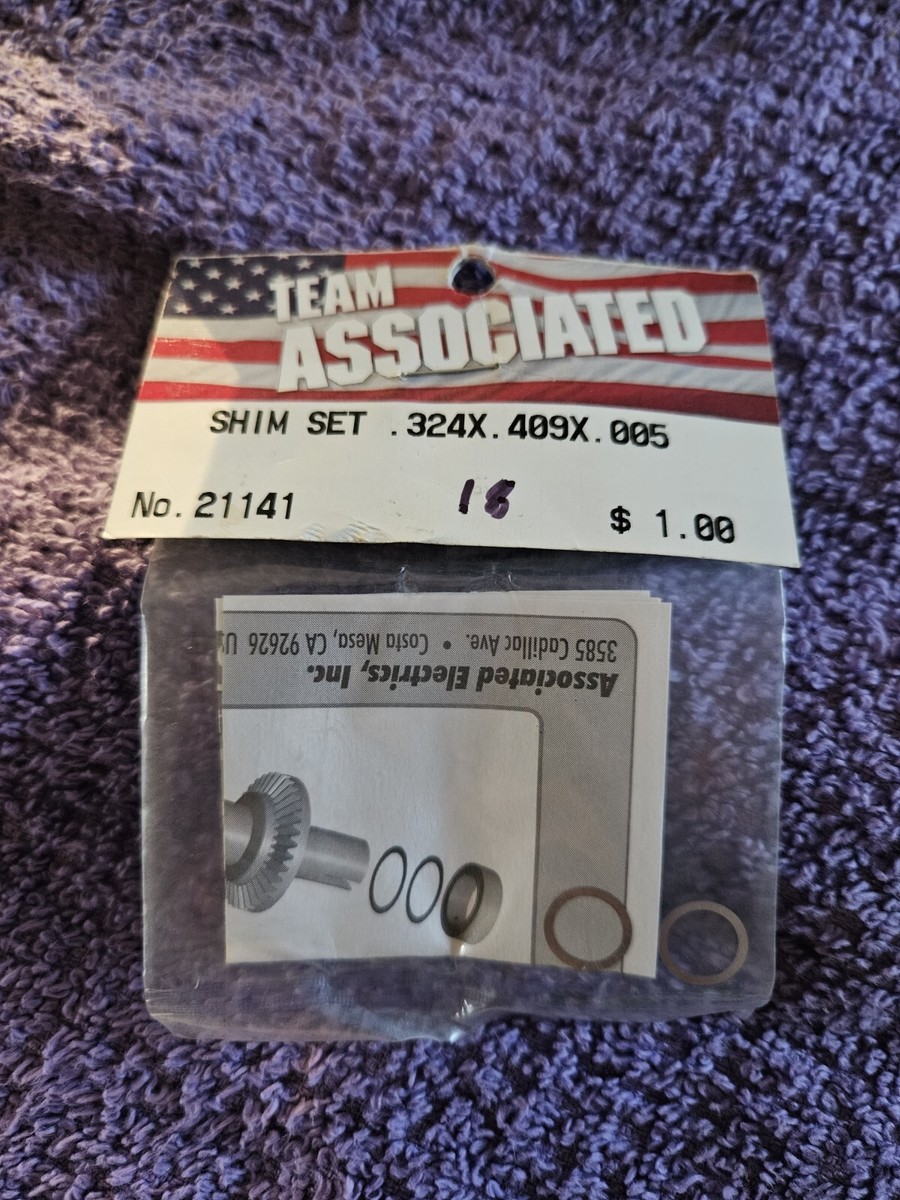 TEAM
ASSOCIATED
SHIM SET .324X.409X.005
No. 21141
18
$ 1.00
Associated Electrics, Inc.
3585 Cadillac Ave. • Costa Mesa, CA 92626